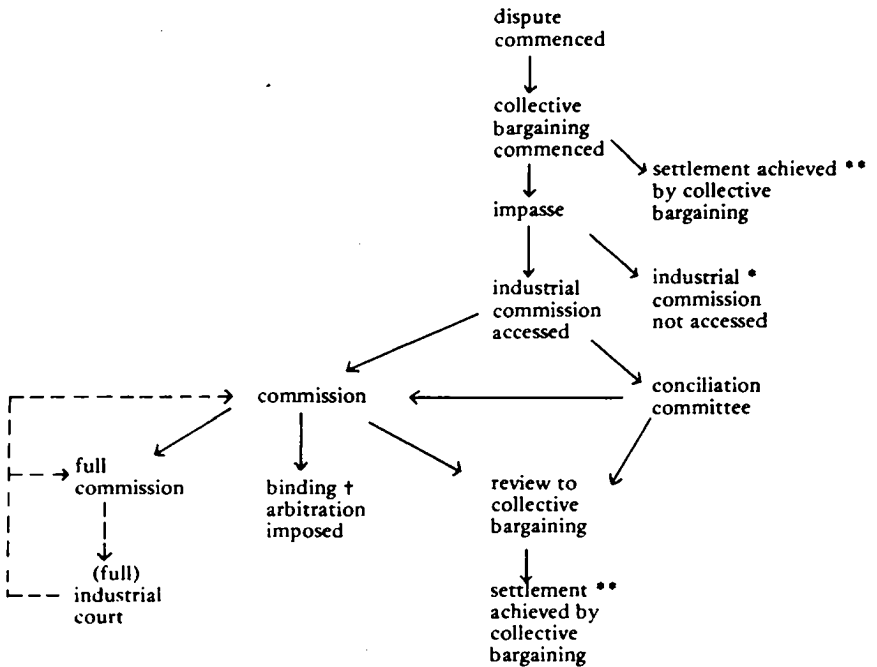 dispute
commenced
collective
bargaining
commenced
settlement achieved **
by collective
bargaining
impasse
industrial *
commission
not accessed
industrial
commission
accessed
conciliation
committee
commission
full
commission
binding †
arbitration
imposed
review to
collective
bargaining
(full)
industrial
court
settlement **
achieved by
collective
bargaining